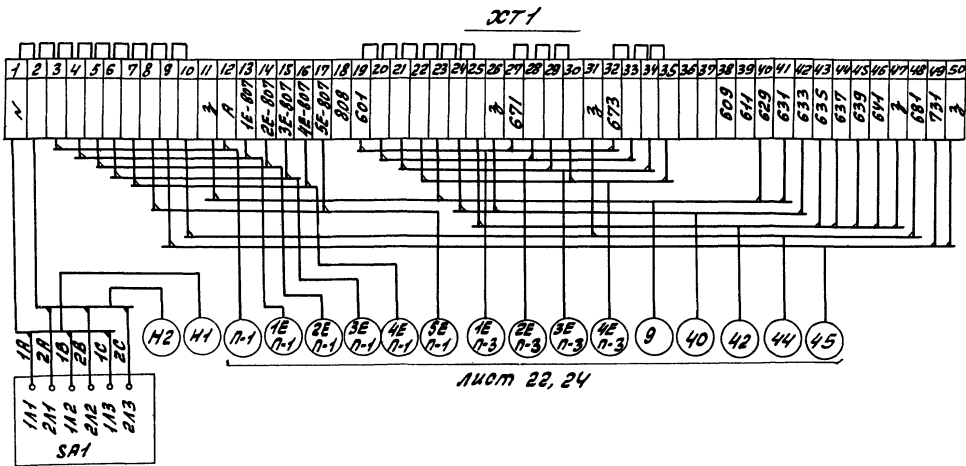 ХТ1
1 2 3 4 5 6 7 8 9 10 11 12 13 14 15 16 17 18 19 20 21 22 23 24 25 26 27 28 29 30 31 32 33 34 35 36 37 38 39 40 41 42 43 44 45 46 47 48 49 50
N З А 1Е-807 2Е-807 3Е-807 4Е-807 5Е-807 808 601 З 671 З 673 609 611 629 631 633 635 637 639 641 З 681 731 З
1А 2А 1В 2В 1С 2С
Н2 Н1 П-1 1Е П-1 2Е П-1 3Е П-1 4Е П-1 5Е П-1 1Е П-3 2Е П-3 3Е П-3 4Е П-3 9 40 42 44 45
лист 22, 24
1Л1 2Л1 1Л2 2Л2 1Л3 2Л3
SA1